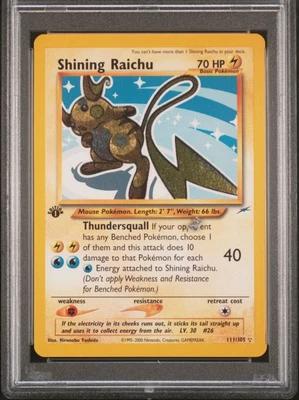 You can't have more than 1 Shining Raichu in your deck.
Shining Raichu
70 HP
Basic Pokémon
Mouse Pokémon. Length: 2' 7", Weight: 66 lbs.
Thundersquall If your opponent
has any Benched Pokémon, choose 1
of them and this attack does 10
damage to that Pokémon for each
Energy attached to Shining Raichu.
(Don't apply Weakness and Resistance
for Benched Pokémon.)
40
weakness resistance retreat cost
If the electricity in its cheeks runs out, it sticks its tail straight up
and uses it to collect energy from the air. LV. 30 #26
Illus. Hironobu Yoshida
©1995-2000 Nintendo, Creatures, GAMEFREAK.
111/105